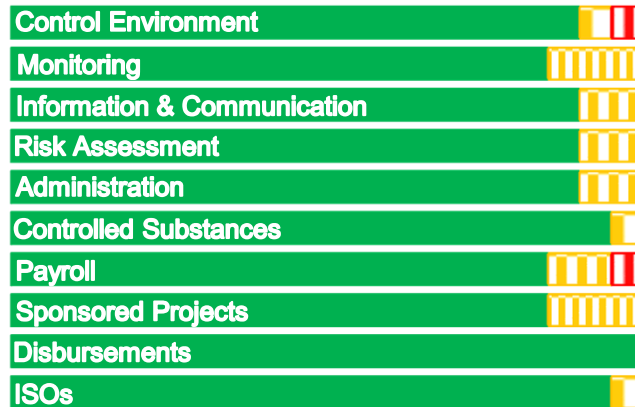 Control Environment
Monitoring
Information & Communication
Risk Assessment
Administration
Controlled Substances
Payroll
Sponsored Projects
Disbursements
ISOs